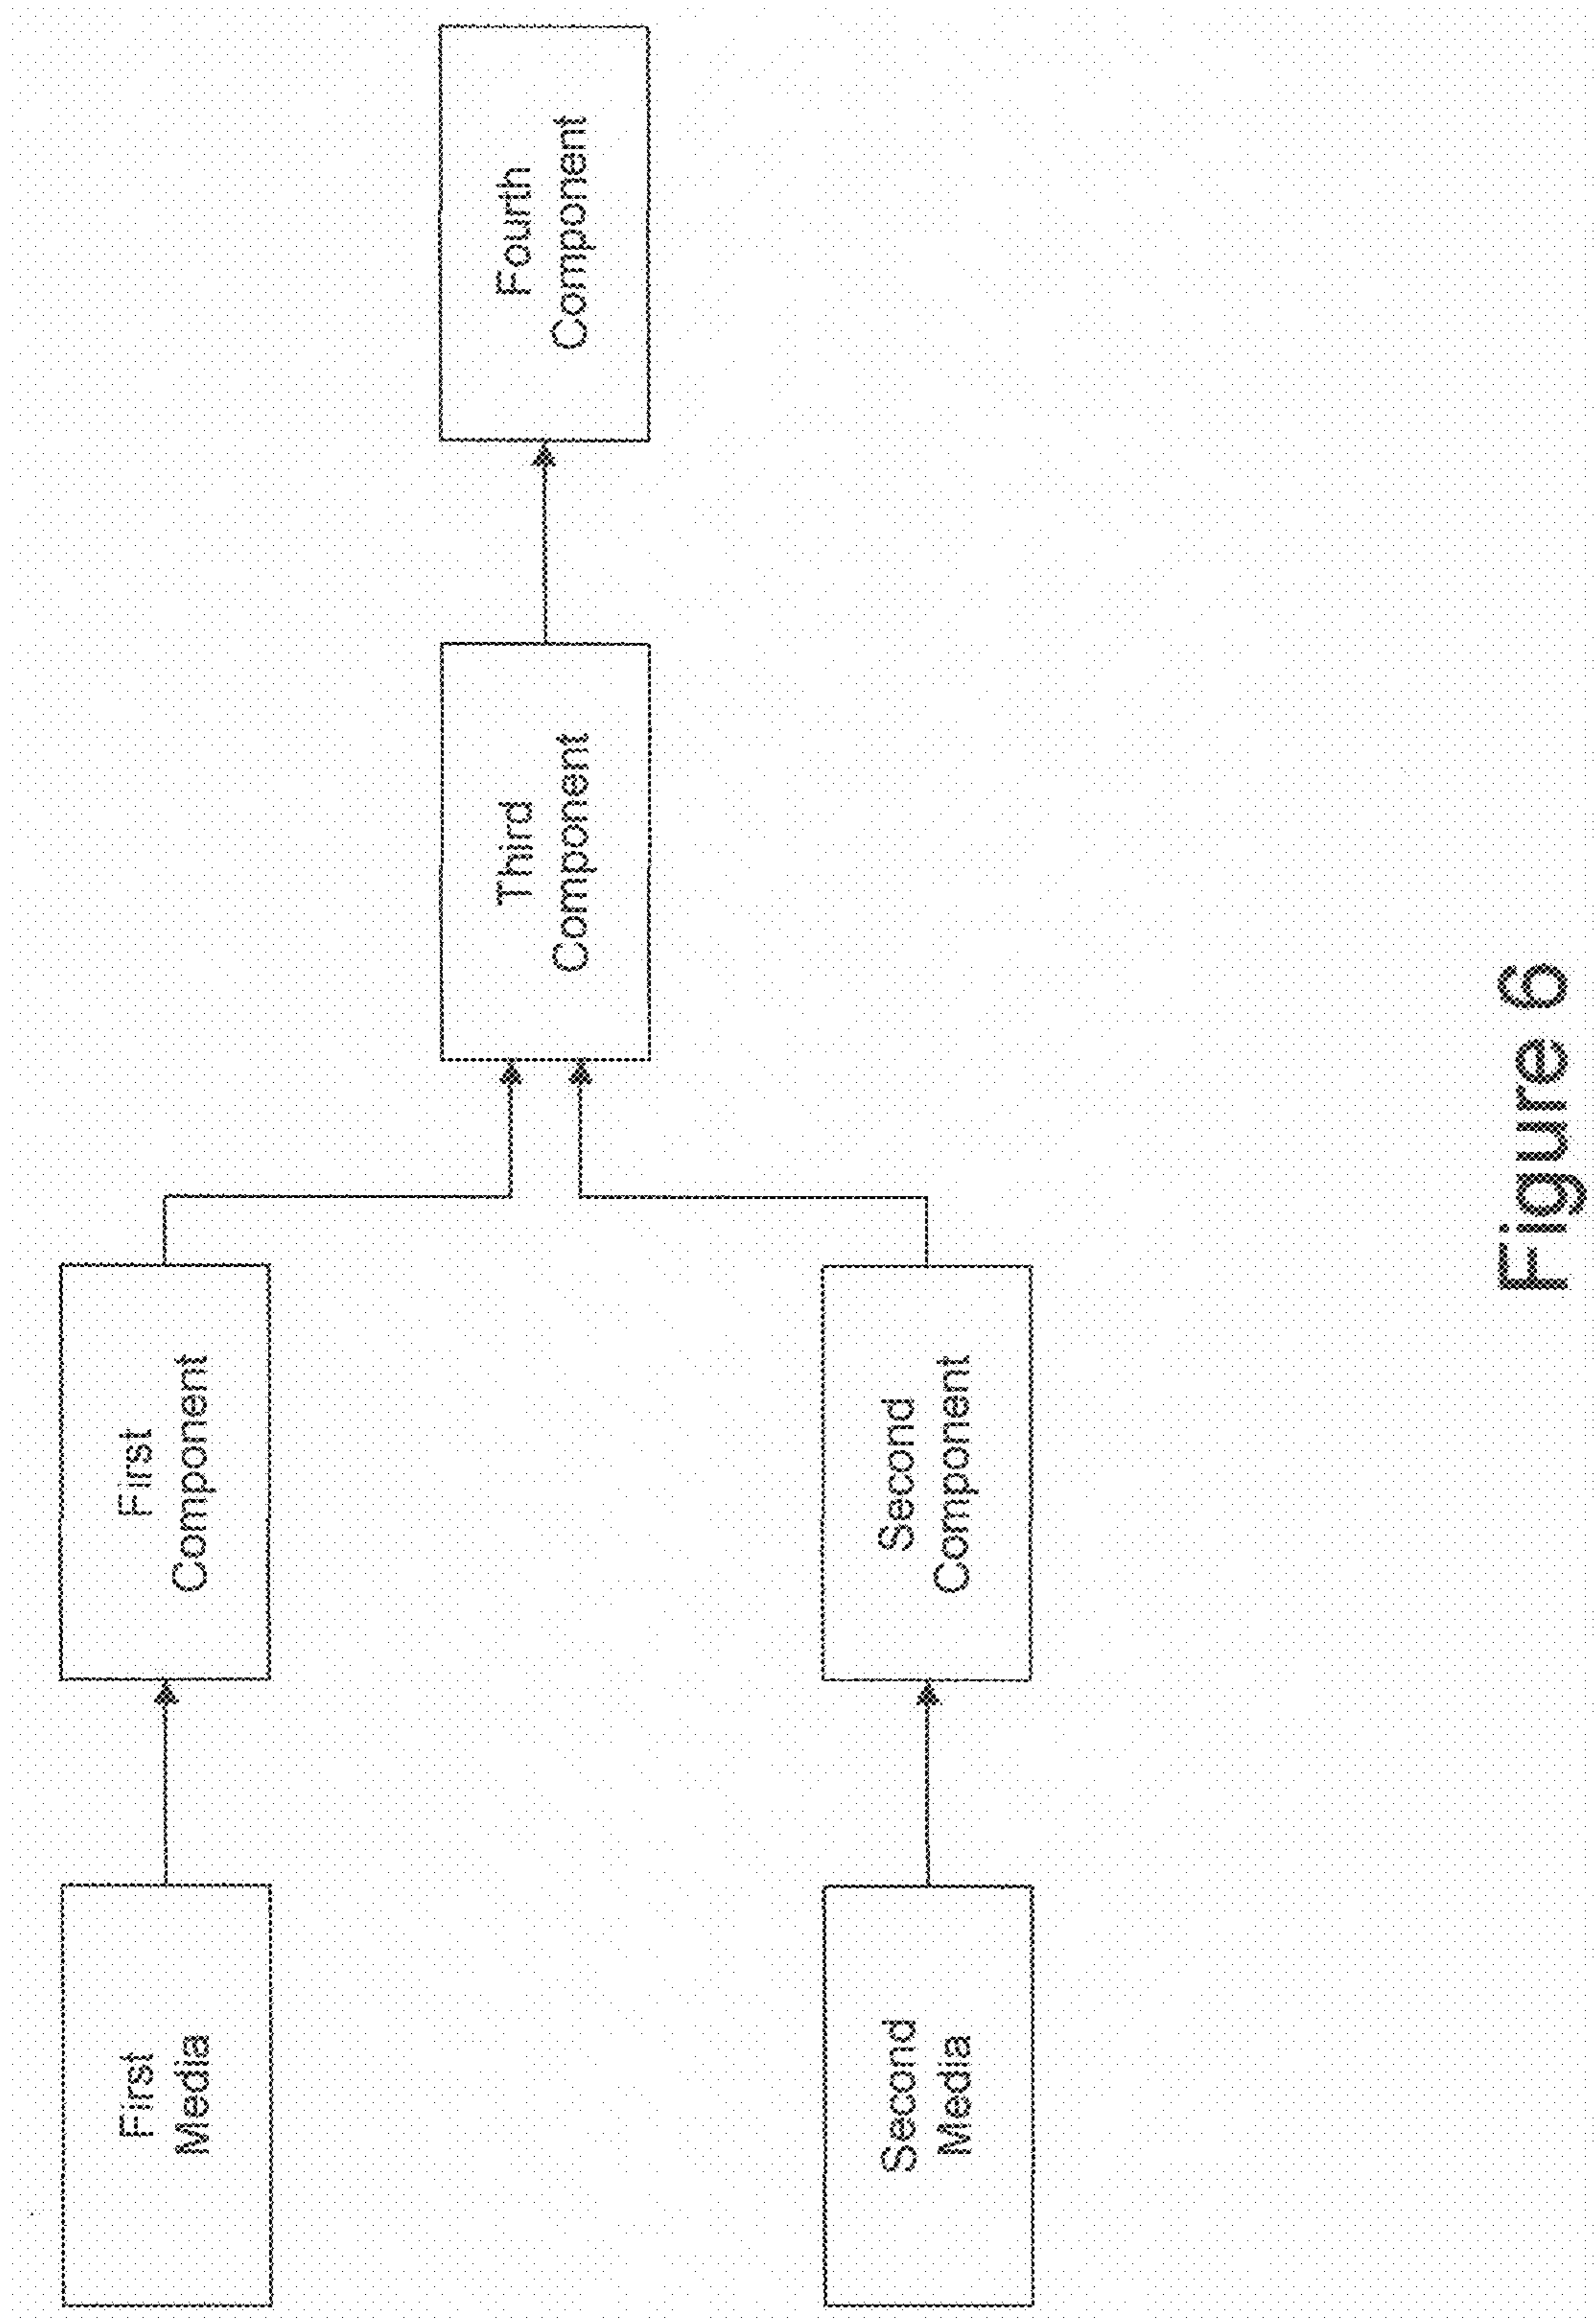 First
Media
First
Component
Second
Media
Second
Component
Third
Component
Fourth
Component
Figure 6